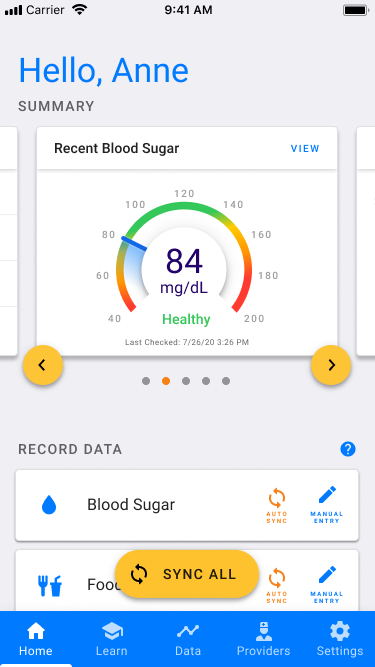 Carrier 9:41 AM
Hello, Anne
SUMMARY
Recent Blood Sugar VIEW
120
100 140
80 160
60 180
40 200
84
mg/dL
Healthy
Last Checked: 7/26/20 3:26 PM
RECORD DATA ?
Blood Sugar
AUTO SYNC
MANUAL ENTRY
AUTO SYNC
MANUAL ENTRY
SYNC ALL
Home Learn Data Providers Settings